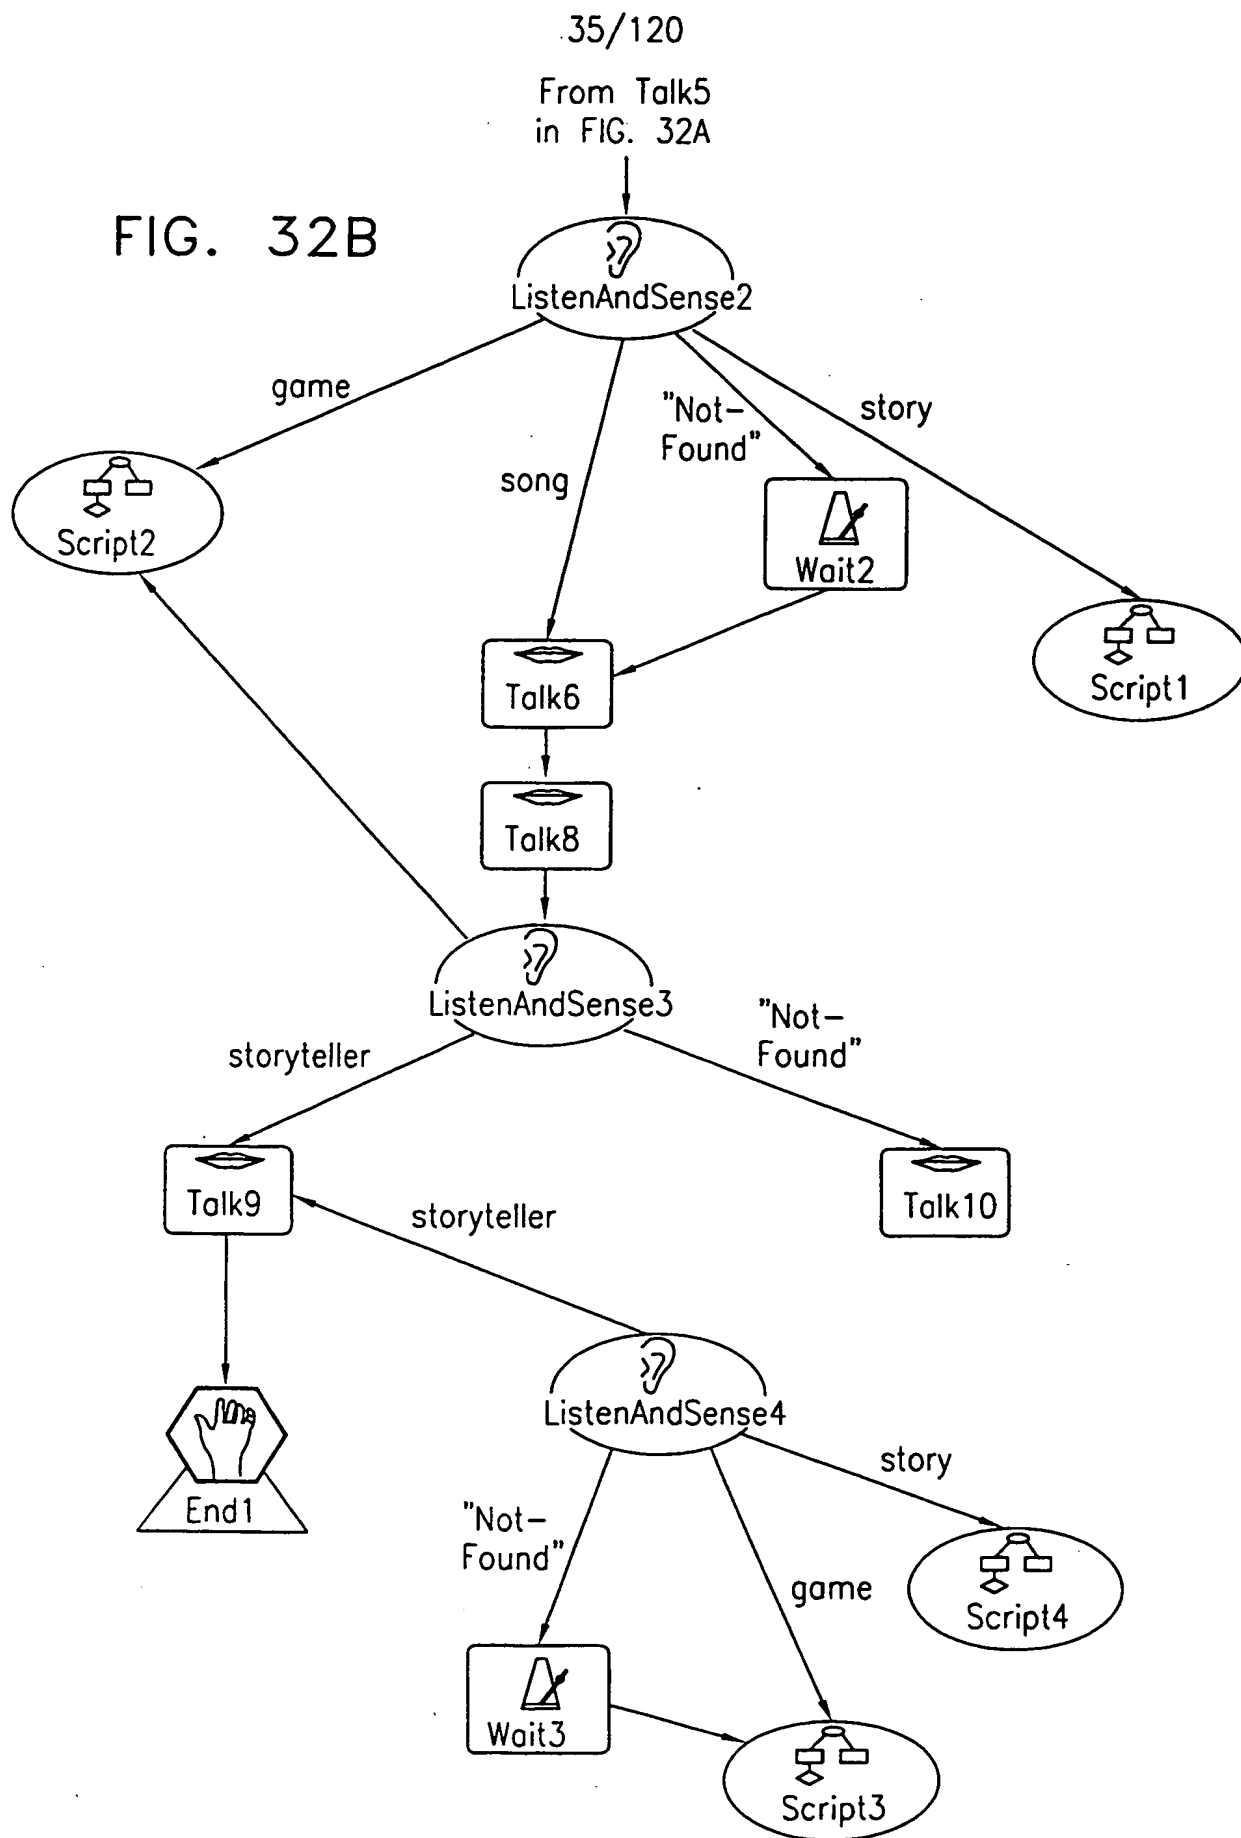 35/120
From Talk5
in FIG. 32A
FIG. 32B
ListenAndSense2
game
song
"Not-
Found"
story
Script2
Wait2
Script1
Talk6
Talk8
ListenAndSense3
storyteller
"Not-
Found"
Talk9
Talk10
storyteller
ListenAndSense4
End1
story
"Not-
Found"
game
Script4
Wait3
Script3